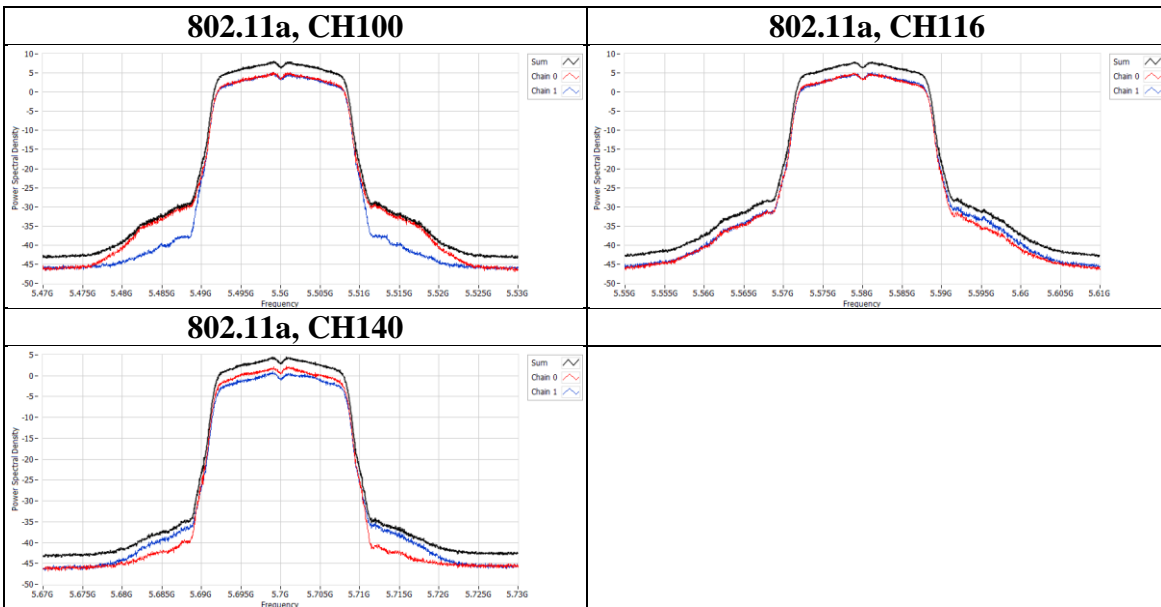 802.11a, CH100
802.11a, CH116
10-
5-
0-
-5-
-10-
-15-
-20-
-25-
-30-
-35-
-40-
-45-
-50-
Power Spectral Density
5.47G 5.475G 5.48G 5.485G 5.49G 5.495G 5.5G 5.505G 5.51G 5.515G 5.52G 5.525G 5.53G
Frequency
Sum
Chain 0
Chain 1
10-
5-
0-
-5-
-10-
-15-
-20-
-25-
-30-
-35-
-40-
-45-
-50-
Power Spectral Density
5.55G 5.555G 5.56G 5.565G 5.57G 5.575G 5.58G 5.585G 5.59G 5.595G 5.6G 5.605G 5.61G
Frequency
Sum
Chain 0
Chain 1
802.11a, CH140
5-
0-
-5-
-10-
-15-
-20-
-25-
-30-
-35-
-40-
-45-
-50-
Power Spectral Density
5.67G 5.675G 5.68G 5.685G 5.69G 5.695G 5.7G 5.705G 5.71G 5.715G 5.72G 5.725G 5.73G
Frequency
Sum
Chain 0
Chain 1